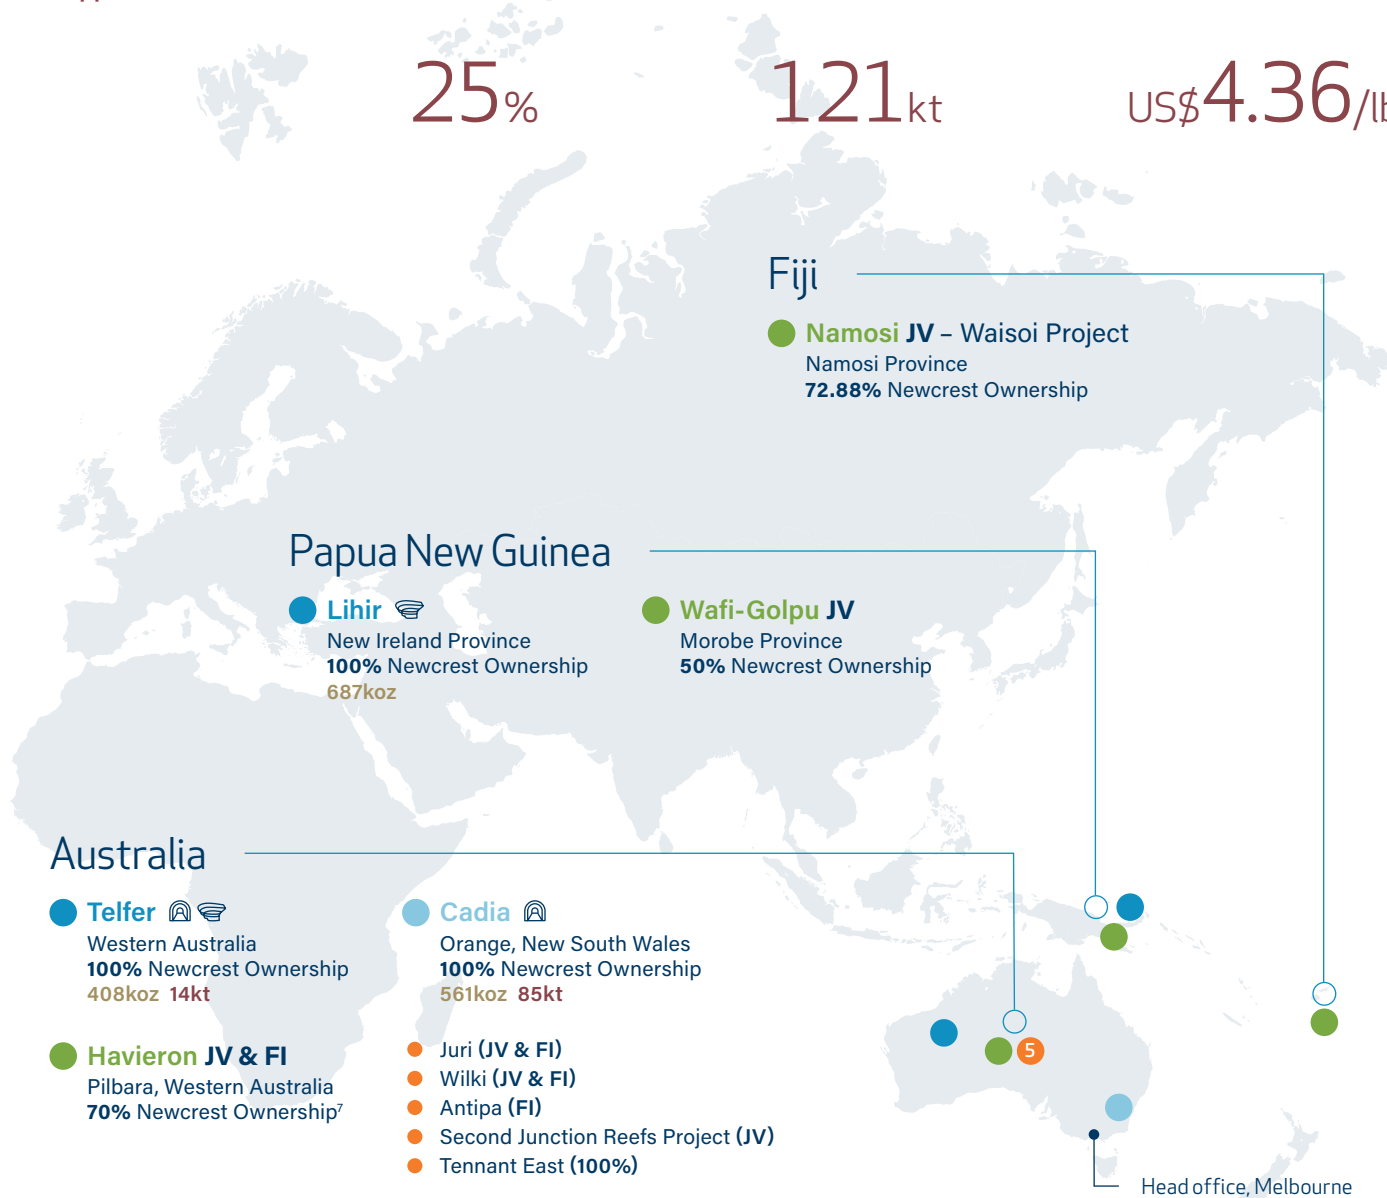 25%
121kt
US$4.36/lb
Fiji
Namosi JV – Waisoi Project
Namosi Province
72.88% Newcrest Ownership
Papua New Guinea
Lihir
New Ireland Province
100% Newcrest Ownership
687koz
Wafi-Golpu JV
Morobe Province
50% Newcrest Ownership
Australia
Telfer
Western Australia
100% Newcrest Ownership
408koz 14kt
Havieron JV & FI
Pilbara, Western Australia
70% Newcrest Ownership7
Cadia
Orange, New South Wales
100% Newcrest Ownership
561koz 85kt
Juri (JV & FI)
Wilki (JV & FI)
Antipa (FI)
Second Junction Reefs Project (JV)
Tennant East (100%)
5
Head office, Melbourne